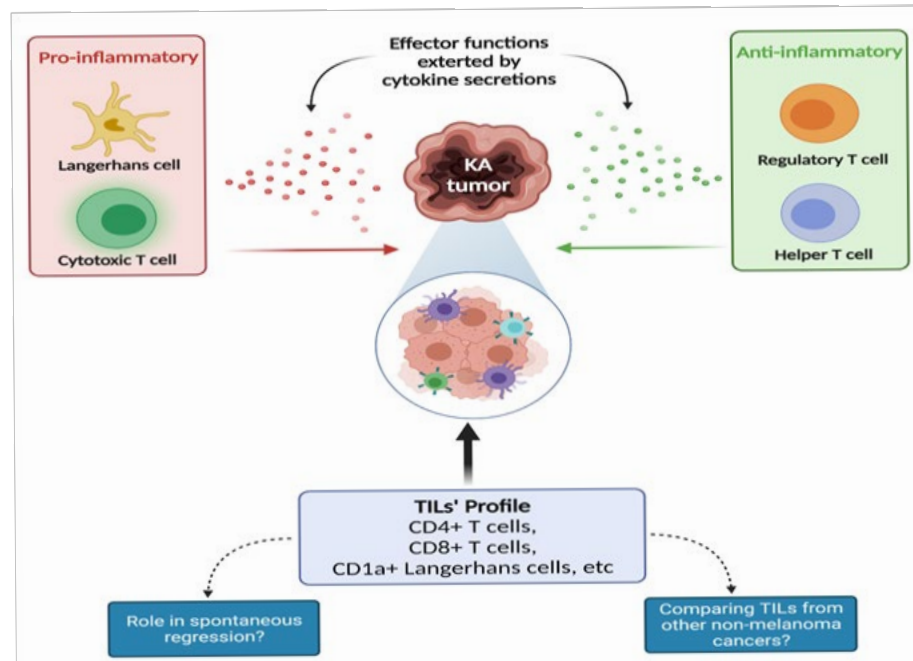 Pro-inflammatory
Langerhans cell
Cytotoxic T cell
Effector functions
exterted by
cytokine secretions
KA
tumor
Anti-inflammatory
Regulatory T cell
Helper T cell
TILs' Profile
CD4+ T cells,
CD8+ T cells,
CD1a+ Langerhans cells, etc
Role in spontaneous
regression?
Comparing TILs from
other non-melanoma
cancers?